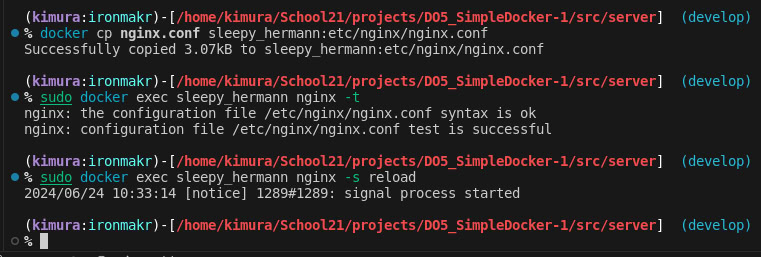 (kimura:ironmakr)-[/home/kimura/School21/projects/DO5_SimpleDocker-1/src/server] (develop)
% docker cp nginx.conf sleepy_hermann:etc/nginx/nginx.conf
Successfully copied 3.07kB to sleepy_hermann:etc/nginx/nginx.conf
(kimura:ironmakr)-[/home/kimura/School21/projects/DO5_SimpleDocker-1/src/server] (develop)
% sudo docker exec sleepy_hermann nginx -t
nginx: the configuration file /etc/nginx/nginx.conf syntax is ok
nginx: configuration file /etc/nginx/nginx.conf test is successful
(kimura:ironmakr)-[/home/kimura/School21/projects/DO5_SimpleDocker-1/src/server] (develop)
% sudo docker exec sleepy_hermann nginx -s reload
2024/06/24 10:33:14 [notice] 1289#1289: signal process started
(kimura:ironmakr)-[/home/kimura/School21/projects/DO5_SimpleDocker-1/src/server] (develop)
%